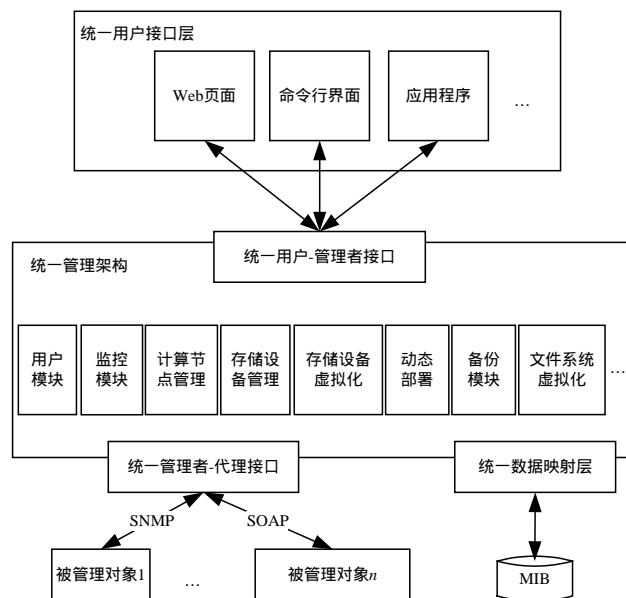 统一用户接口层
Web页面
命令行界面
应用程序
…
统一用户-管理者接口
统一管理架构
用户
模块
监控
模块
计算节
点管理
存储设
备管理
存储设备
虚拟化
动态
部署
备份
模块
文件系统
虚拟化
…
统一管理者-代理接口
统一数据映射层
SNMP
SOAP
被管理对象1
…
被管理对象n
MIB